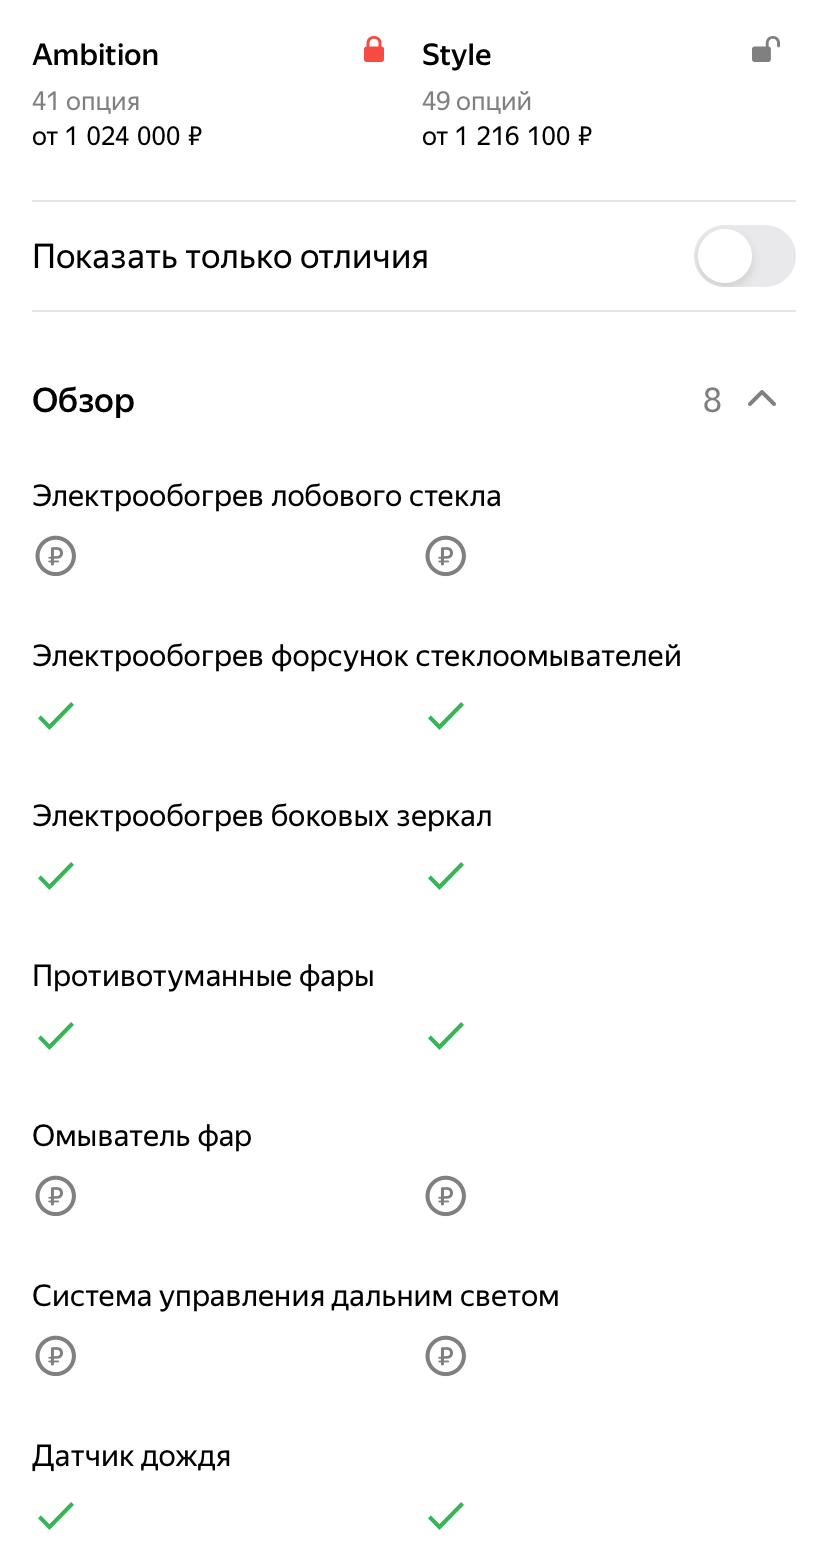 Ambition
Style
41 опция
49 опций
от 1 024 000 ₽
от 1 216 100 ₽
Показать только отличия
Обзор
8
Электрообогрев лобового стекла
₽
₽
Электрообогрев форсунок стеклоомывателей
Электрообогрев боковых зеркал
Противотуманные фары
Омыватель фар
₽
₽
Система управления дальним светом
₽
₽
Датчик дождя